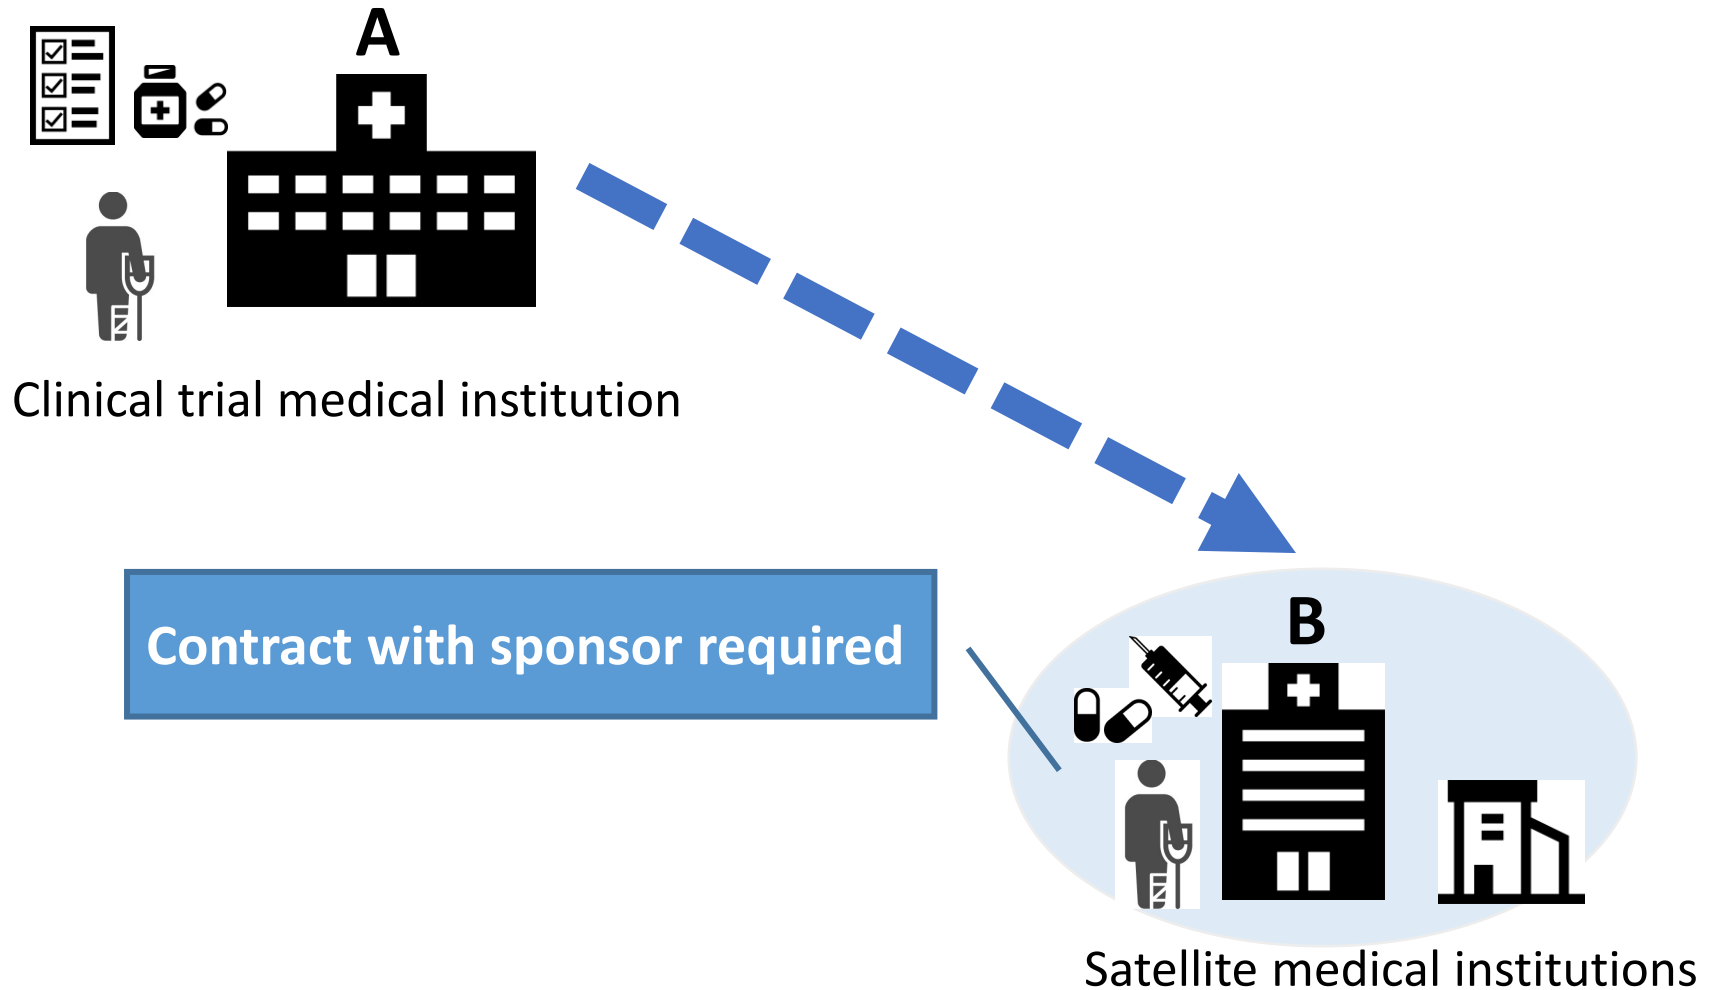 A
Clinical trial medical institution
Contract with sponsor required
B
Satellite medical institutions